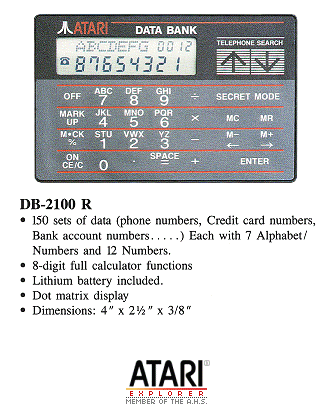 ATARI DATA BANK
ABCDEFG 0012
87654321
TELEPHONE SEARCH
OFF ABC 7 DEF 8 GHI 9 ÷ SECRET MODE
MARK UP JKL 4 MNO 5 PQR 6 × MC MR
M•CK % STU 1 VWX 2 YZ 3 − M− ← M+ →
ON CE/C 0 · SPACE = + ENTER
DB-2100 R
• 150 sets of data (phone numbers, Credit card numbers,
Bank account numbers.....) Each with 7 Alphabet/
Numbers and 12 Numbers.
• 8-digit full calculator functions
• Lithium battery included.
• Dot matrix display
• Dimensions: 4" x 2½" x 3/8"
ATARI®
EXPLORER
MEMBER OF THE A.H.S.